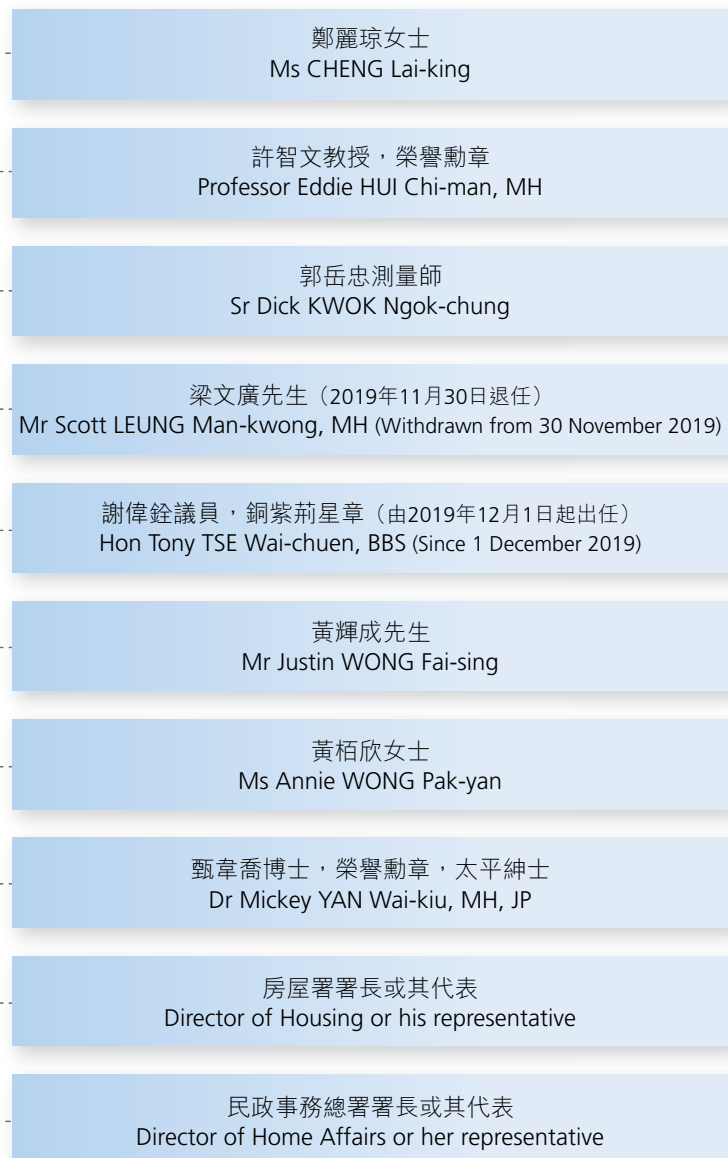 鄭麗琼女士
Ms CHENG Lai-king
許智文教授，榮譽勳章
Professor Eddie HUI Chi-man, MH
郭岳忠測量師
Sr Dick KWOK Ngok-chung
梁文廣先生（2019年11月30日退任）
Mr Scott LEUNG Man-kwong, MH (Withdrawn from 30 November 2019)
謝偉銓議員，銅紫荊星章（由2019年12月1日起出任）
Hon Tony TSE Wai-chuen, BBS (Since 1 December 2019)
黃輝成先生
Mr Justin WONG Fai-sing
黃栢欣女士
Ms Annie WONG Pak-yan
甄韋喬博士，榮譽勳章，太平紳士
Dr Mickey YAN Wai-kiu, MH, JP
房屋署署長或其代表
Director of Housing or his representative
民政事務總署署長或其代表
Director of Home Affairs or her representative